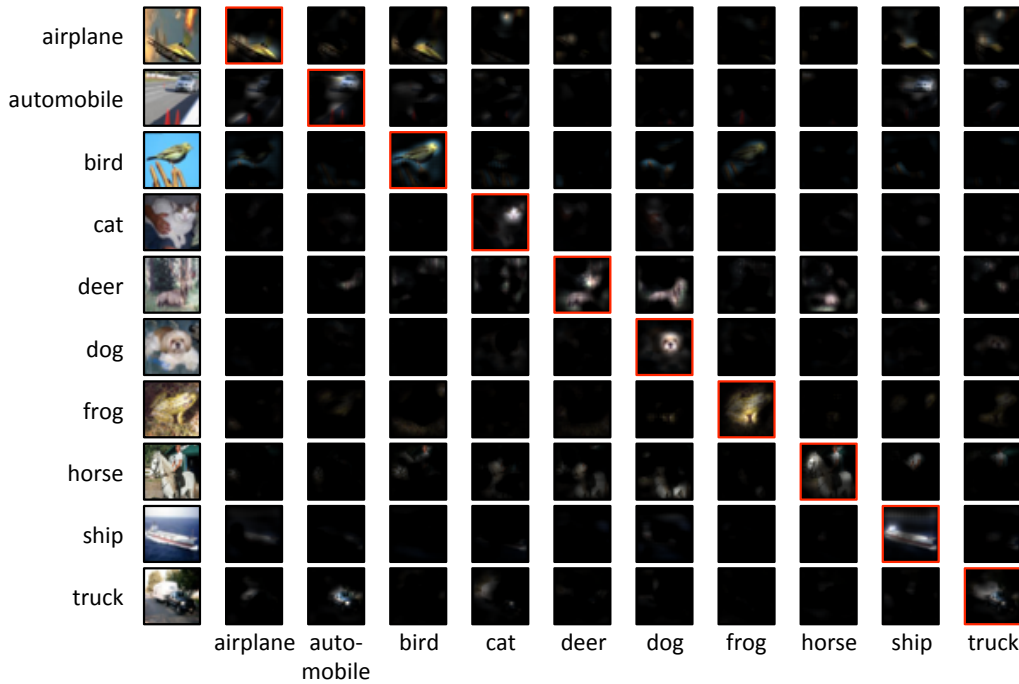 airplane
automobile
bird
cat
deer
dog
frog
horse
ship
truck
airplane auto- bird cat deer dog frog horse ship truck
mobile